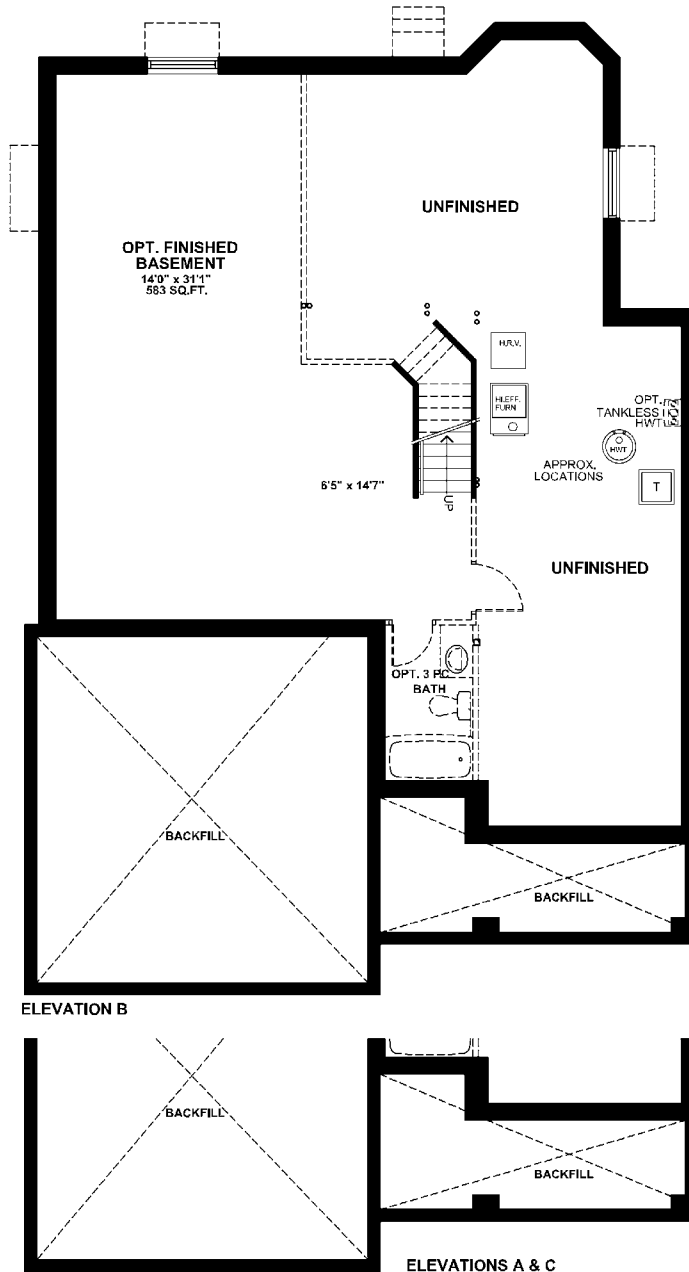 UNFINISHED
OPT. FINISHED
BASEMENT
14'0" x 31'1"
583 SQ.FT.
H.R.V.
HI.EFF.
FURN
OPT.
TANKLESS
HWT
HWT
APPROX.
LOCATIONS
T
6'5" x 14'7"
UP
UNFINISHED
OPT. 3 PC
BATH
BACKFILL
BACKFILL
ELEVATION B
BACKFILL
BACKFILL
ELEVATIONS A & C